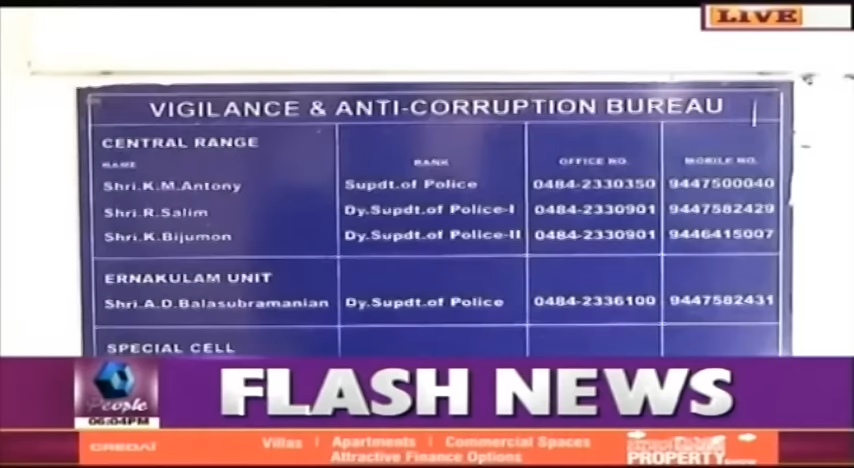 LIVE
VIGILANCE & ANTI-CORRUPTION BUREAU
CENTRAL RANGE
NAME RANK OFFICE NO. MOBILE NO.
Shri.K.M.Antony Supdt.of Police 0484-2330350 9447500040
Shri.R.Salim Dy.Supdt.of Police-I 0484-2330901 9447582429
Shri.K.Bijumon Dy.Supdt.of Police-II 0484-2330901 9446415007
ERNAKULAM UNIT
Shri.A.D.Balasubramanian Dy.Supdt.of Police 0484-2336100 9447582431
SPECIAL CELL
People
06:04PM
FLASH NEWS
CREDAI
Villas | Apartments | Commercial Spaces
Attractive Finance Options
PROPERTY